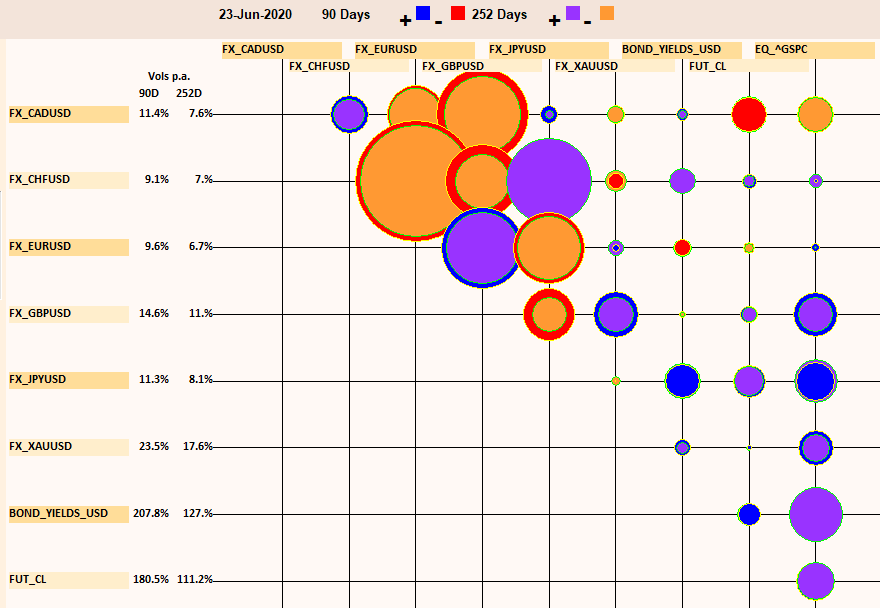 23-Jun-2020 90 Days + - 252 Days + -
FX_CADUSD FX_EURUSD FX_JPYUSD BOND_YIELDS_USD EQ_^GSPC
FX_CHFUSD FX_GBPUSD FX_XAUUSD FUT_CL
Vols p.a.
90D 252D
FX_CADUSD 11.4% 7.6%
FX_CHFUSD 9.1% 7.%
FX_EURUSD 9.6% 6.7%
FX_GBPUSD 14.6% 11.%
FX_JPYUSD 11.3% 8.1%
FX_XAUUSD 23.5% 17.6%
BOND_YIELDS_USD 207.8% 127.%
FUT_CL 180.5% 111.2%